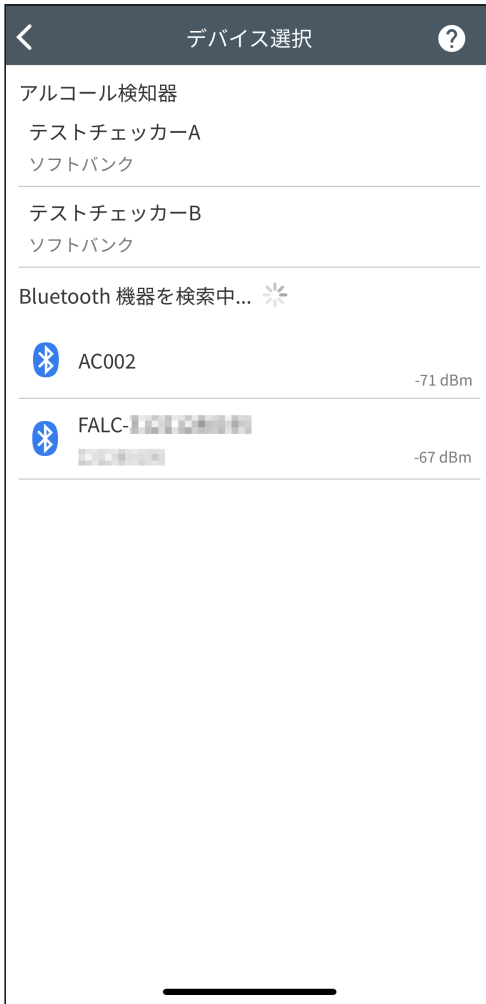 デバイス選択
?
アルコール検知器
テストチェッカーA
ソフトバンク
テストチェッカーB
ソフトバンク
Bluetooth 機器を検索中...
AC002
-71 dBm
FALC-
-67 dBm